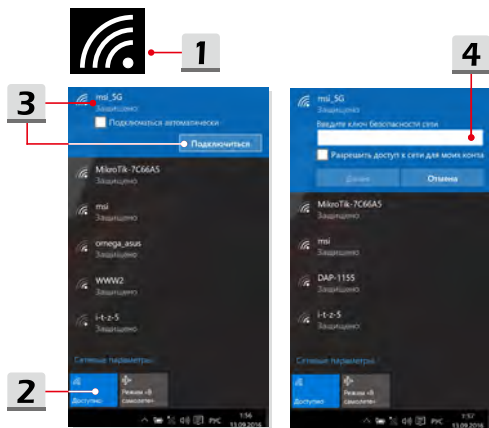 1
3
msi_5G
Защищено
Подключаться автоматически
Подключиться
MikroTik-7C66A5
Защищено
msi
Защищено
omega_asus
Защищено
WWW2
Защищено
i-t-z-5
Защищено
Сетевые параметры
2
Доступно
Режим «В
самолете»
РУС
1:56
13.09.2016
4
msi_5G
Защищено
Введите ключ безопасности сети
Разрешить доступ к сети для моих конта
Далее
Отмена
MikroTik-7C66A5
Защищено
msi
Защищено
DAP-1155
Защищено
i-t-z-5
Защищено
Сетевые параметры
Доступно
Режим «В
самолете»
РУС
1:57
13.09.2016